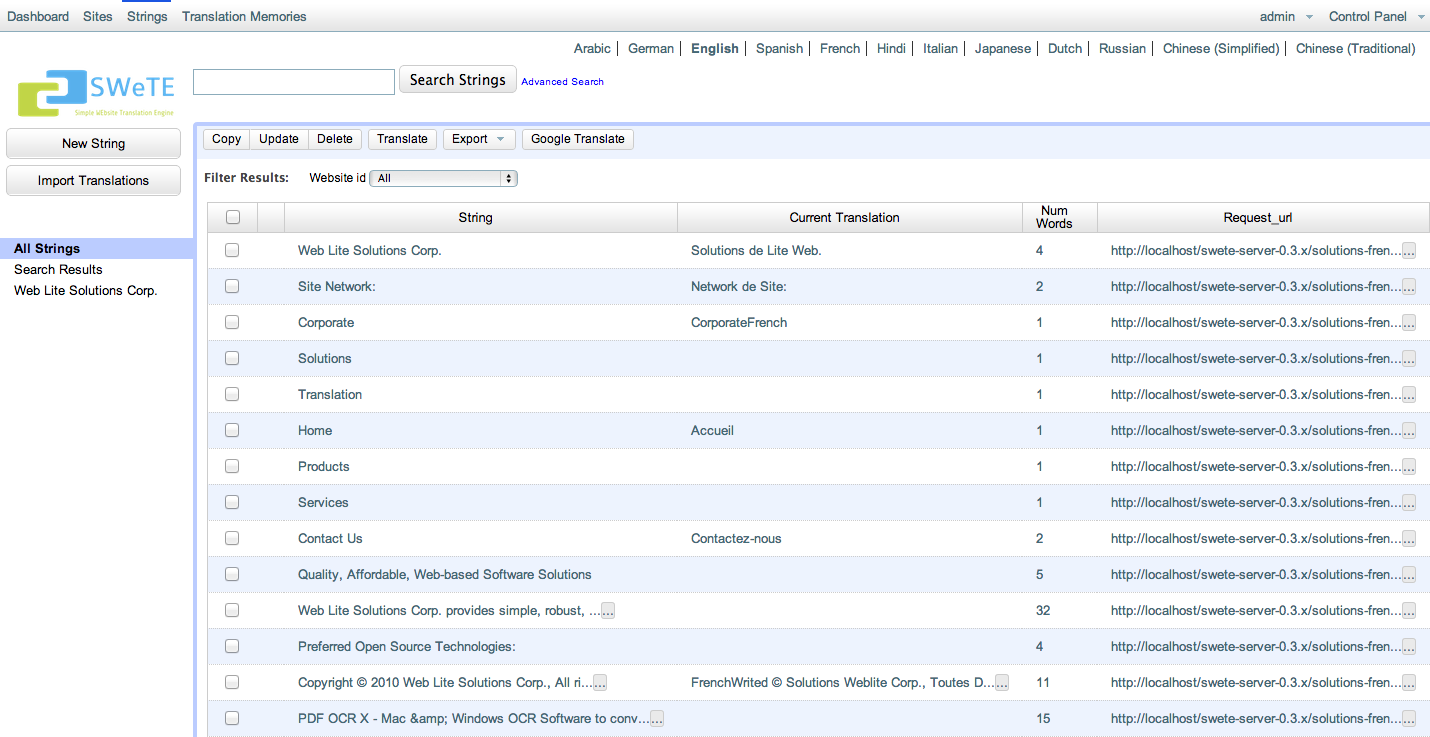 Dashboard Sites Strings Translation Memories admin Control Panel
Arabic German English Spanish French Hindi Italian Japanese Dutch Russian Chinese (Simplified) Chinese (Traditional)
SWeTE
Simple WEbsite Translation Engine
Search Strings Advanced Search
New String
Import Translations
All Strings
Search Results
Web Lite Solutions Corp.
Copy Update Delete Translate Export Google Translate
Filter Results: Website id All
String Current Translation Num Words Request_url
Web Lite Solutions Corp. Solutions de Lite Web. 4 http://localhost/swete-server-0.3.x/solutions-fren......
Site Network: Network de Site: 2 http://localhost/swete-server-0.3.x/solutions-fren......
Corporate CorporateFrench 1 http://localhost/swete-server-0.3.x/solutions-fren......
Solutions 1 http://localhost/swete-server-0.3.x/solutions-fren......
Translation 1 http://localhost/swete-server-0.3.x/solutions-fren......
Home Accueil 1 http://localhost/swete-server-0.3.x/solutions-fren......
Products 1 http://localhost/swete-server-0.3.x/solutions-fren......
Services 1 http://localhost/swete-server-0.3.x/solutions-fren......
Contact Us Contactez-nous 2 http://localhost/swete-server-0.3.x/solutions-fren......
Quality, Affordable, Web-based Software Solutions 5 http://localhost/swete-server-0.3.x/solutions-fren......
Web Lite Solutions Corp. provides simple, robust, ...... 32 http://localhost/swete-server-0.3.x/solutions-fren......
Preferred Open Source Technologies: 4 http://localhost/swete-server-0.3.x/solutions-fren......
Copyright © 2010 Web Lite Solutions Corp., All ri...... FrenchWrited © Solutions Weblite Corp., Toutes D...... 11 http://localhost/swete-server-0.3.x/solutions-fren......
PDF OCR X - Mac &amp; Windows OCR Software to conv...... 15 http://localhost/swete-server-0.3.x/solutions-fren......